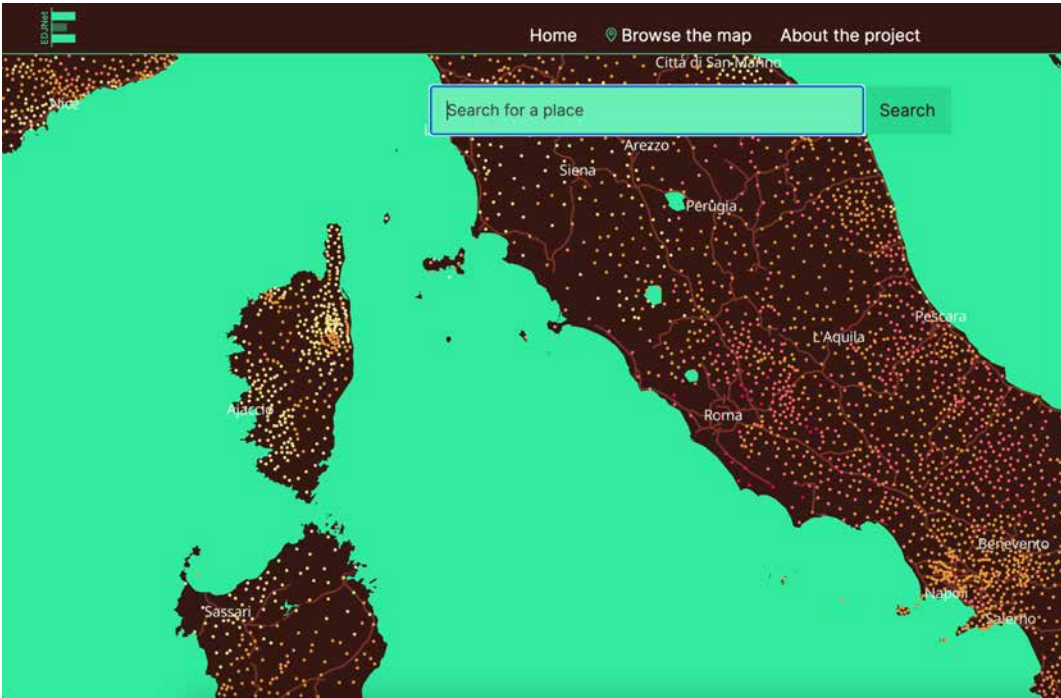 EDJNet
Home
Browse the map
About the project
Città di San Marino
Nice
Search for a place
Search
Arezzo
Siena
Perugia
Pescara
L'Aquila
Ajaccio
Roma
Benevento
Napoli
Sassari
Salerno